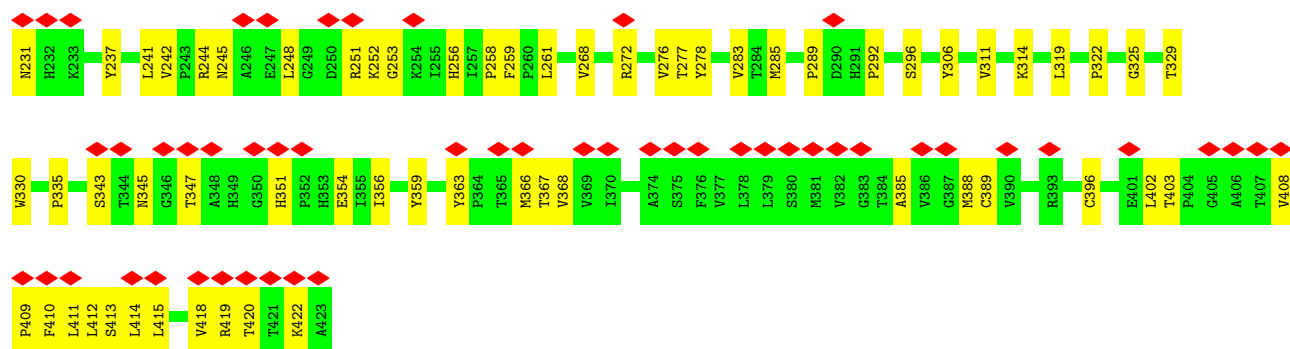 N231 H232 K233 Y237 L241 V242 P243 R244 N245 A246 E247 L248 G249 D250 R251 K252 G253 K254 I255 H256 I257 P258 F259 P260 L261 V268 R272 V276 T277 Y278 V283 T284 M285 P289 D290 H291 P292 S296 Y306 V311 K314 L319 P322 G325 T329
W330 P335 S343 T344 N345 G346 T347 A348 H349 G350 H351 P352 H353 E354 I355 I356 Y359 Y363 P364 T365 M366 T367 V368 V369 I370 A374 S375 F376 V377 L378 L379 S380 M381 V382 G383 T384 A385 V386 G387 M388 C389 V390 R393 C396 E401 L402 T403 P404 G405 A406 T407 V408
P409 F410 L411 L412 S413 L414 L415 V418 R419 T420 T421 K422 A423